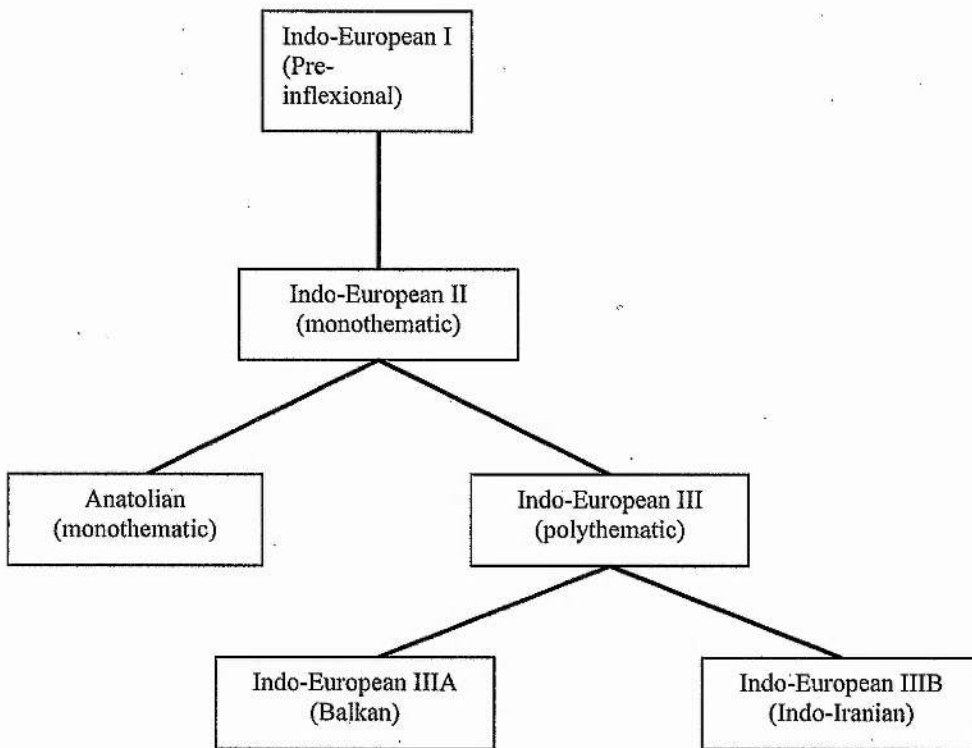 Indo-European I
(Pre-
inflexional)
Indo-European II
(monothematic)
Anatolian
(monothematic)
Indo-European III
(polythematic)
Indo-European IIIA
(Balkan)
Indo-European IIIB
(Indo-Iranian)